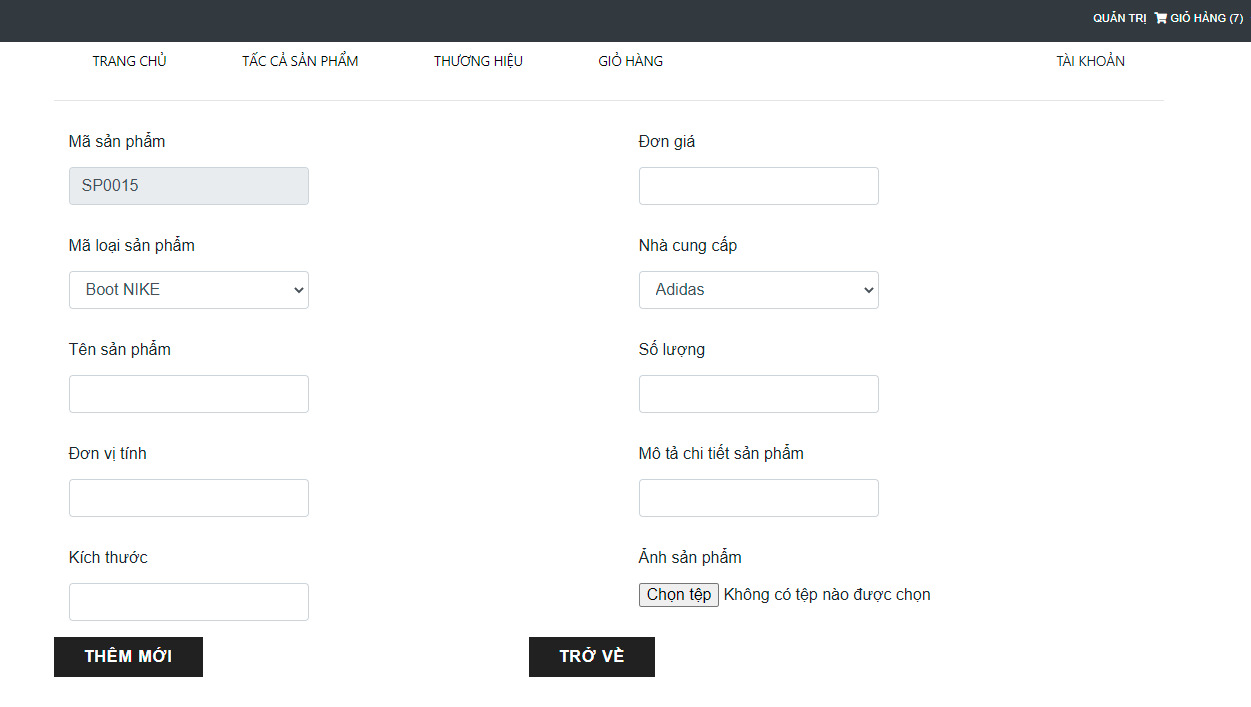 QUẢN TRỊ GIỎ HÀNG (7)
TRANG CHỦ TẤC CẢ SẢN PHẨM THƯƠNG HIỆU GIỎ HÀNG TÀI KHOẢN
Mã sản phẩm Đơn giá
SP0015
Mã loại sản phẩm Nhà cung cấp
Boot NIKE Adidas
Tên sản phẩm Số lượng
Đơn vị tính Mô tả chi tiết sản phẩm
Kích thước Ảnh sản phẩm
Chọn tệp Không có tệp nào được chọn
THÊM MỚI TRỞ VỀ